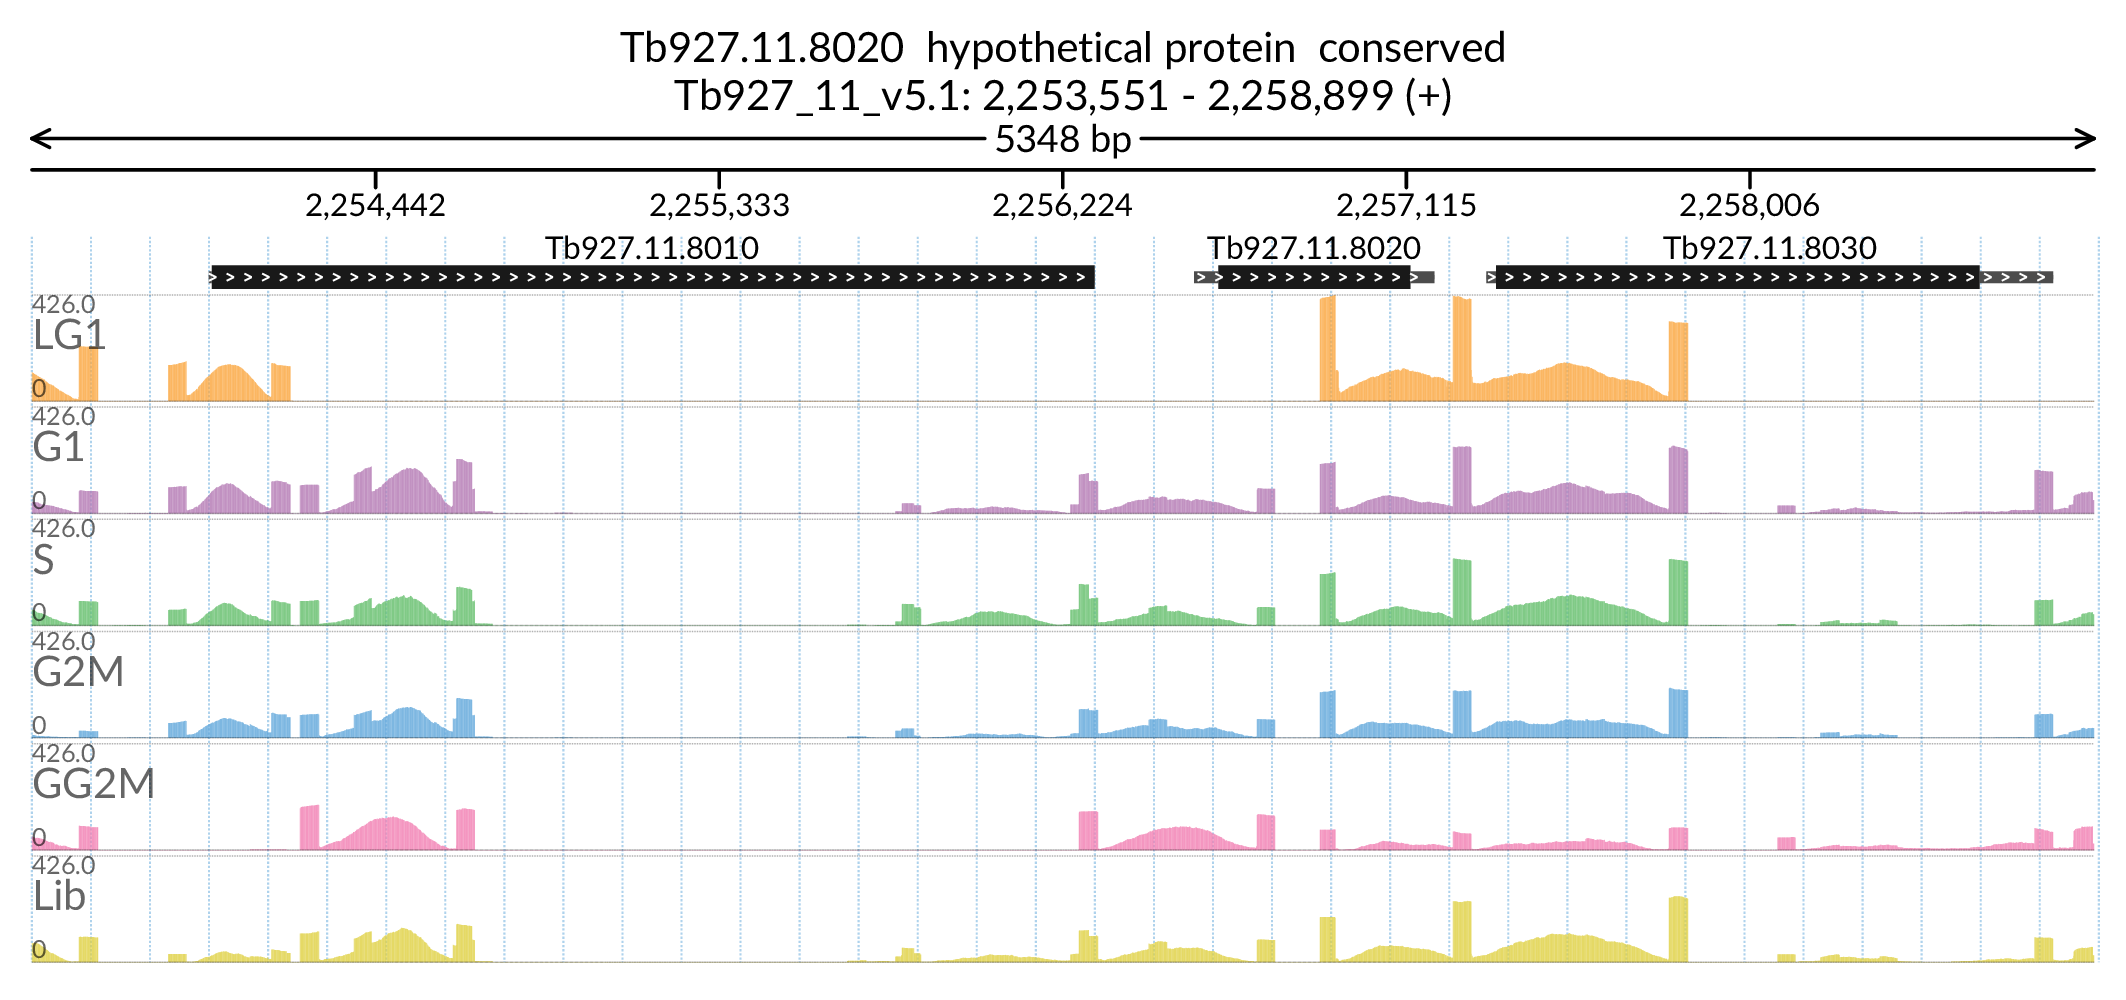 Tb927.11.8020 hypothetical protein conserved
Tb927_11_v5.1: 2,253,551 - 2,258,899 (+)
5348 bp
2,254,442 2,255,333 2,256,224 2,257,115 2,258,006
Tb927.11.8010 Tb927.11.8020 Tb927.11.8030
426.0
LG1
0
426.0
G1
0
426.0
S
0
426.0
G2M
0
426.0
GG2M
0
426.0
Lib
0